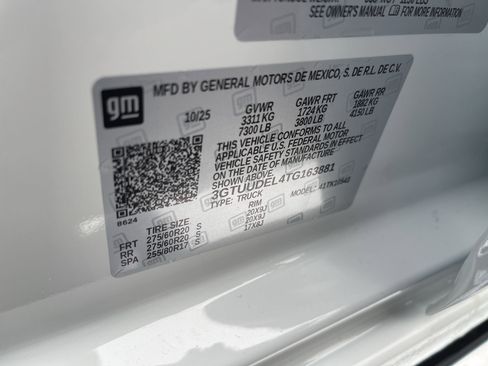 SEE OWNER'S MANUAL FOR MORE INFORMATION
gm
MFD BY GENERAL MOTORS DE MEXICO, S. DE R.L. DE C.V.
10/25
GVWR GAWR FRT GAWR RR
3311 KG 1724 KG 1882 KG
7300 LB 3800 LB 4150 LB
THIS VEHICLE CONFORMS TO ALL
APPLICABLE U.S. FEDERAL MOTOR
VEHICLE SAFETY STANDARDS IN EFFECT
ON THE DATE OF MANUFACTURE
SHOWN ABOVE.
3GTUUDEL4TG163881
TYPE: TRUCK MODEL: 41TK10543
8624
TIRE SIZE RIM
FRT 275/60R20 S 20X9J
RR 275/60R20 S 20X9J
SPA 255/80R17 S 17X8J